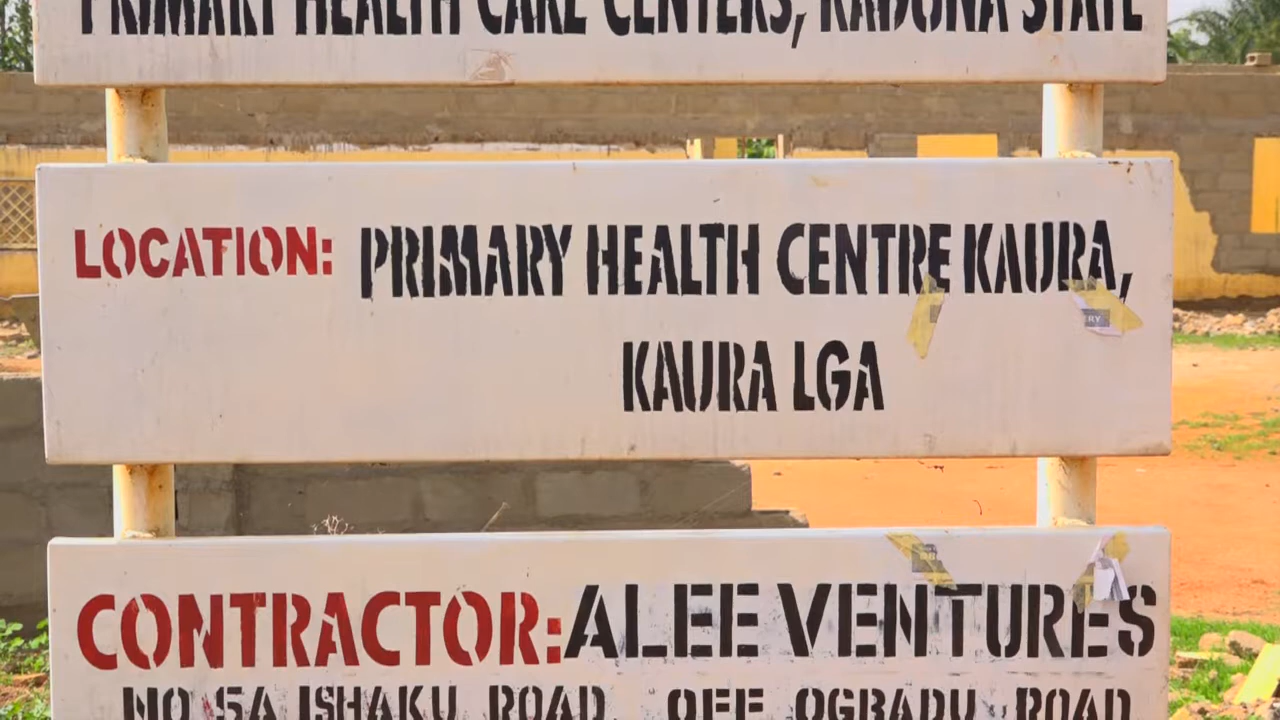 PRIMARY HEALTH CARE CENTERS, KADUNA STATE
LOCATION: PRIMARY HEALTH CENTRE KAURA,
KAURA LGA
CONTRACTOR: ALEE VENTURES
NO 5A ISHAKU ROAD, OFF OGBADU ROAD